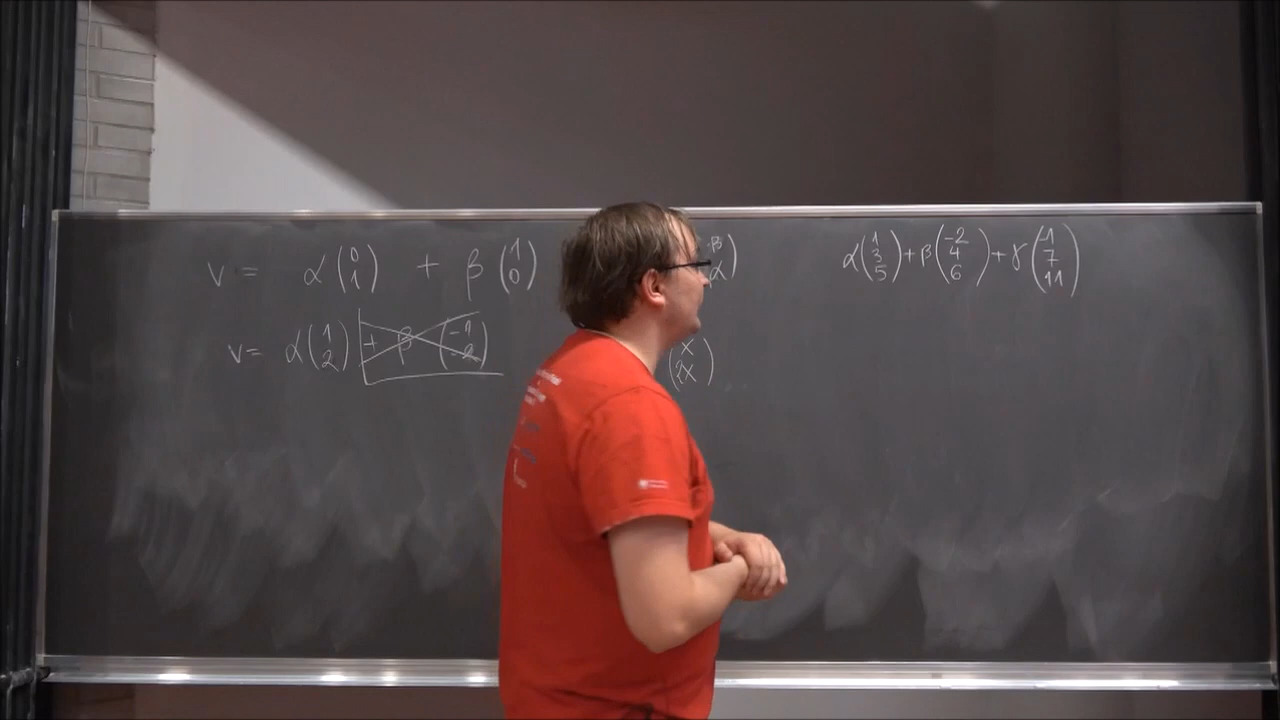 v = α (0 1) + β (1 0) β α)
α(1 3 5) + β(-2 4 6) + γ(-1 7 11)
v = α (1 2) + β (-1 -2) (x 2x)